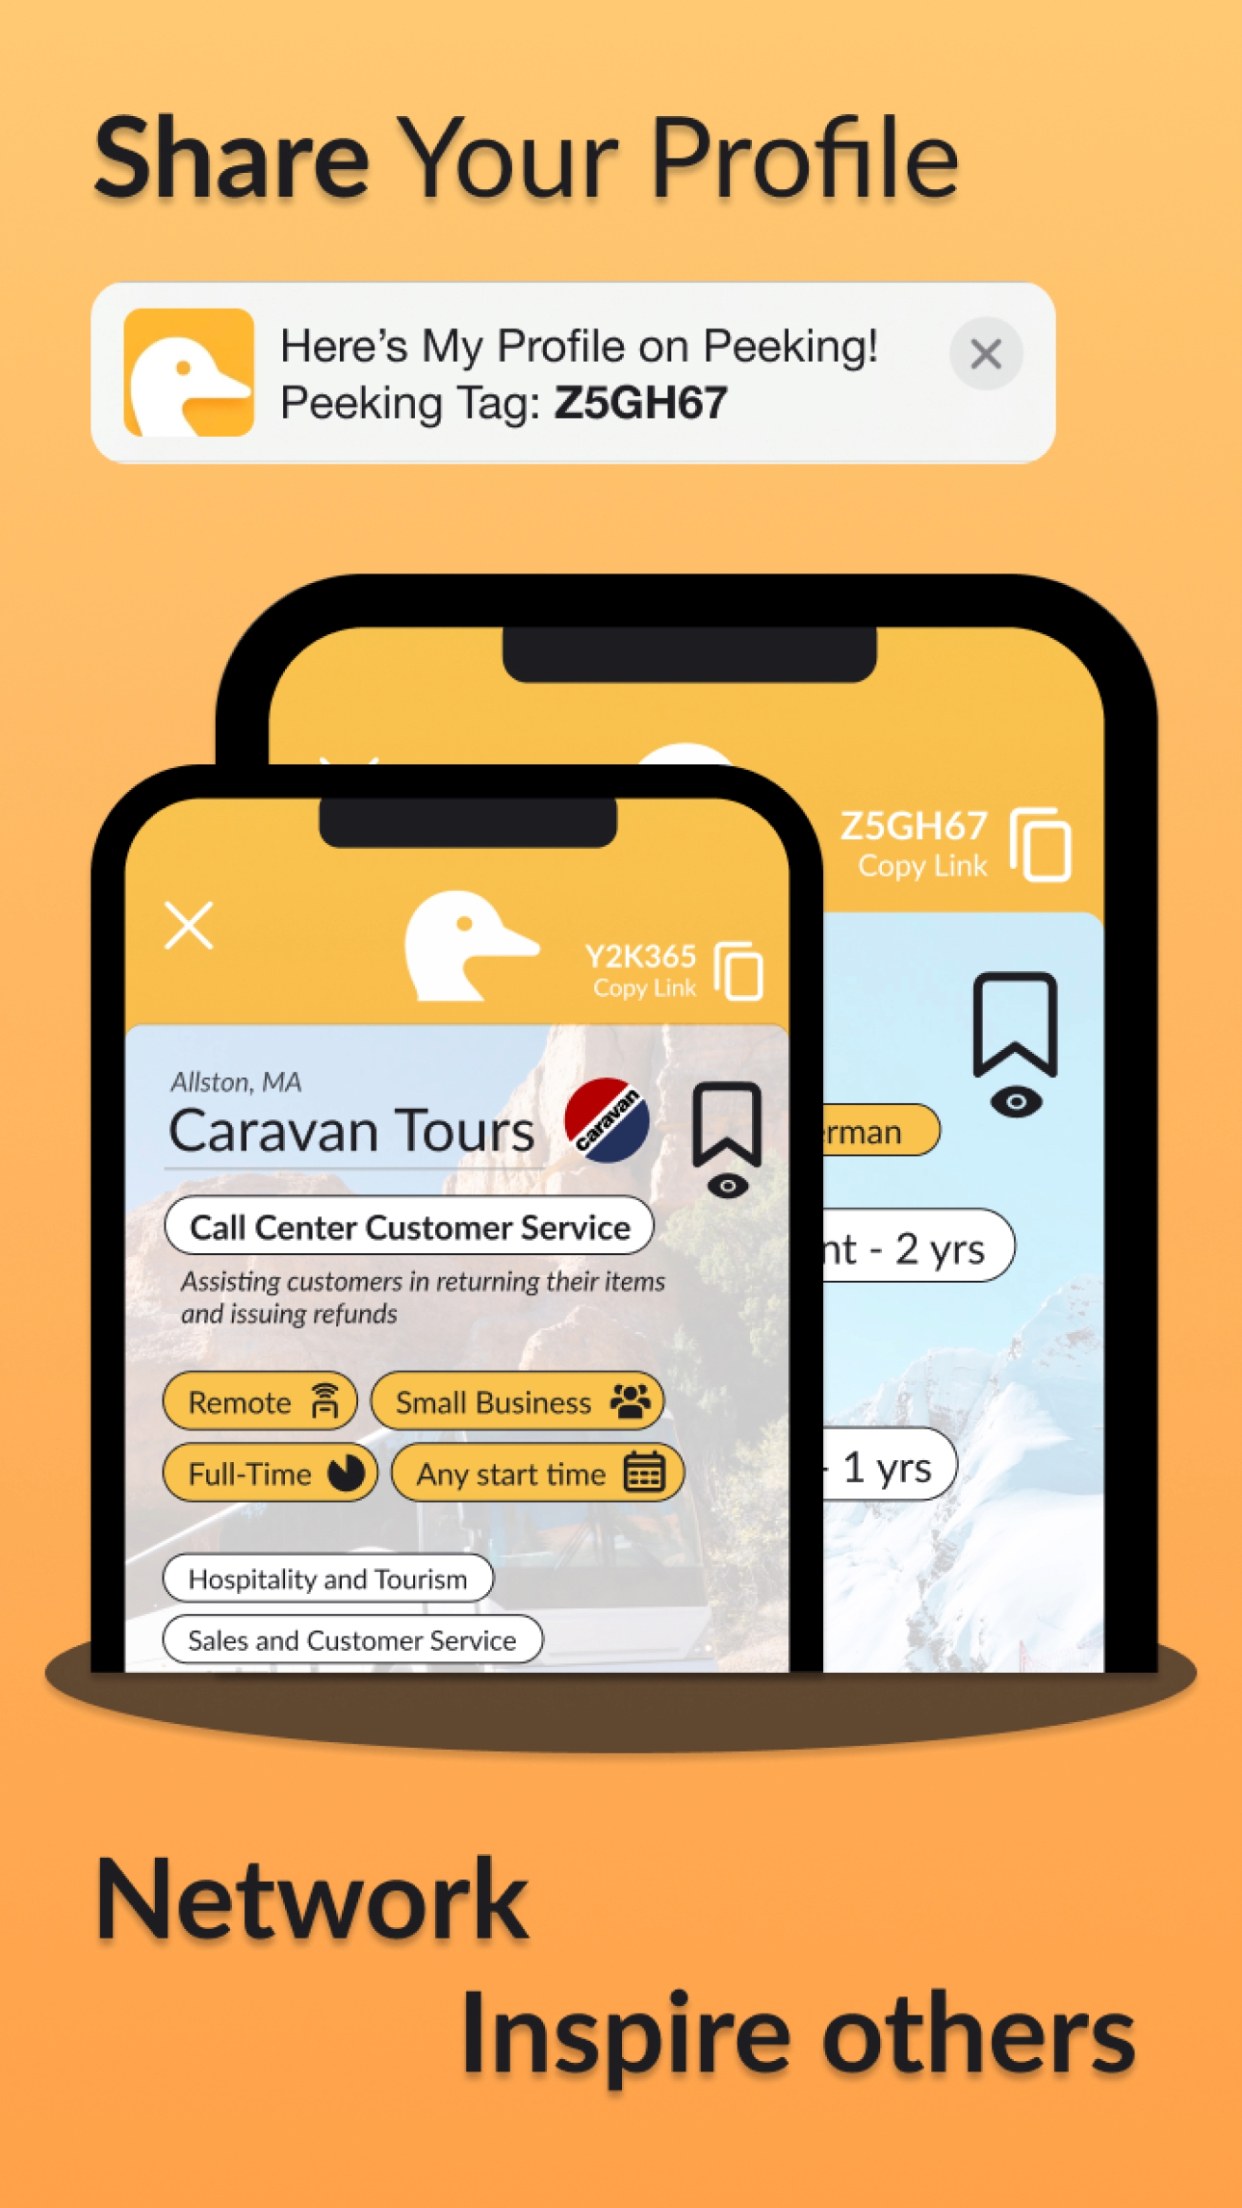 Share Your Profile
Here's My Profile on Peeking!
Peeking Tag: Z5GH67
Z5GH67
Copy Link
Y2K365
Copy Link
Allston, MA
Caravan Tours
caravan
Call Center Customer Service
Assisting customers in returning their items
and issuing refunds
Remote
Small Business
Full-Time
Any start time
Hospitality and Tourism
Sales and Customer Service
erman
nt - 2 yrs
- 1 yrs
Network
Inspire others